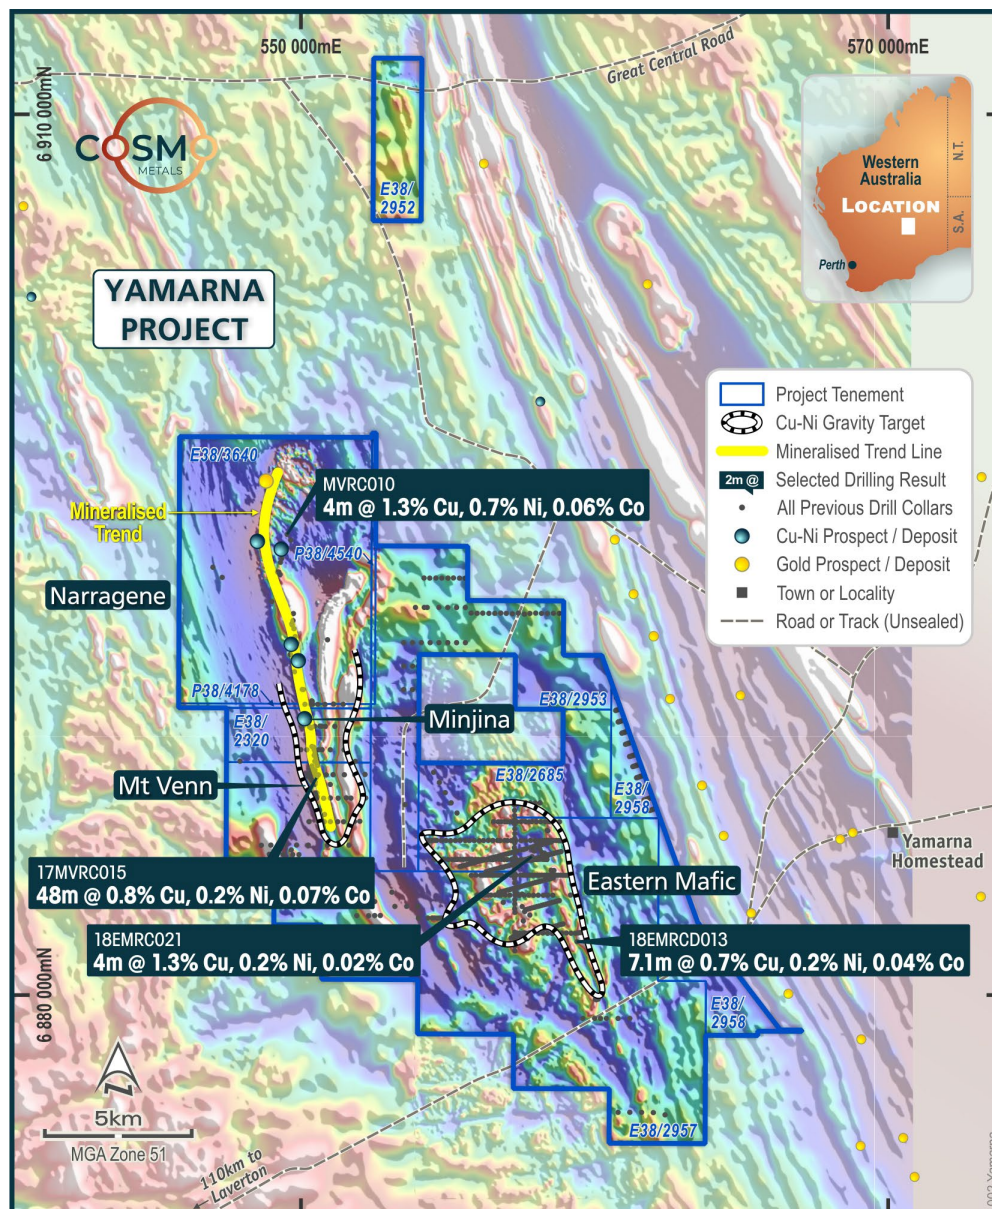 550 000mE
570 000mE
Great Central Road
6 910 000mN
COSMO
METALS
E38/
2952
Western
Australia
N.T.
LOCATION
S.A.
Perth
YAMARNA
PROJECT
Project Tenement
Cu-Ni Gravity Target
Mineralised Trend Line
2m @
Selected Drilling Result
All Previous Drill Collars
Cu-Ni Prospect / Deposit
Gold Prospect / Deposit
Town or Locality
Road or Track (Unsealed)
E38/3640
MVRC010
4m @ 1.3% Cu, 0.7% Ni, 0.06% Co
Mineralised
Trend
P38/4540
Narragene
P38/4178
E38/2953
E38/
2320
Minjina
Mt Venn
E38/2685
E38/
2958
Yamarna
Homestead
17MVRC015
48m @ 0.8% Cu, 0.2% Ni, 0.07% Co
Eastern Mafic
18EMRC021
4m @ 1.3% Cu, 0.2% Ni, 0.02% Co
18EMRCD013
7.1m @ 0.7% Cu, 0.2% Ni, 0.04% Co
6 880 000mN
E38/
2958
N
5km
MGA Zone 51
E38/2957
110km to
Laverton